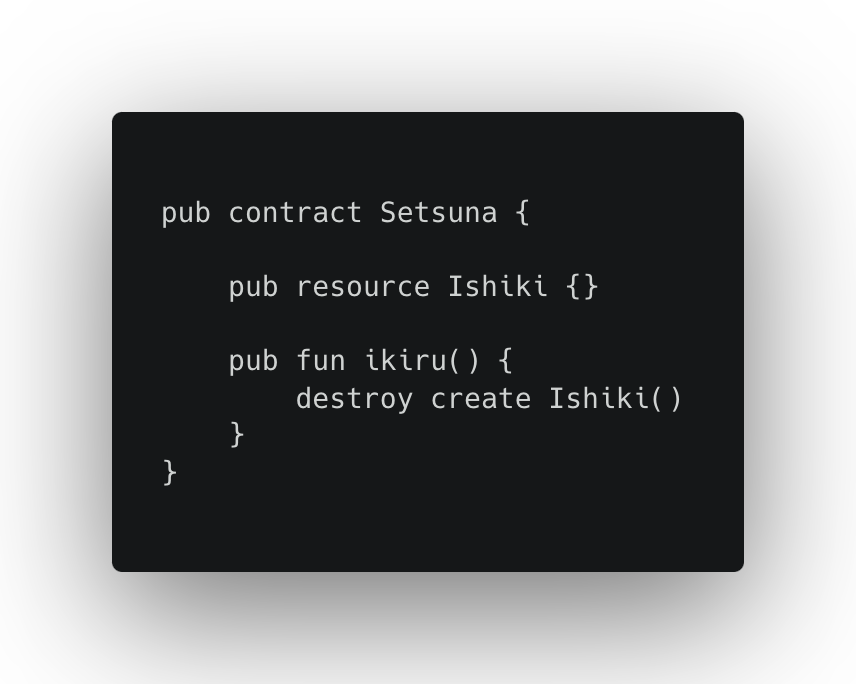 pub contract Setsuna {
pub resource Ishiki {}
pub fun ikiru() {
destroy create Ishiki()
}
}